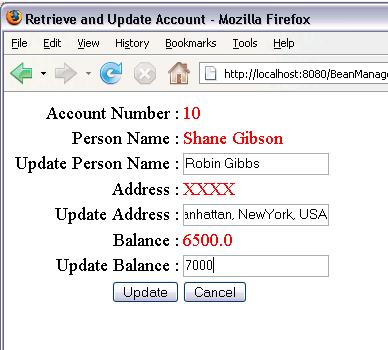 Retrieve and Update Account - Mozilla Firefox
File Edit View History Bookmarks Tools Help
http://localhost:8080/BeanManage
Account Number : 10
Person Name : Shane Gibson
Update Person Name : Robin Gibbs
Address : XXXX
Update Address : anhattan, NewYork, USA
Balance : 6500.0
Update Balance : 7000
Update Cancel